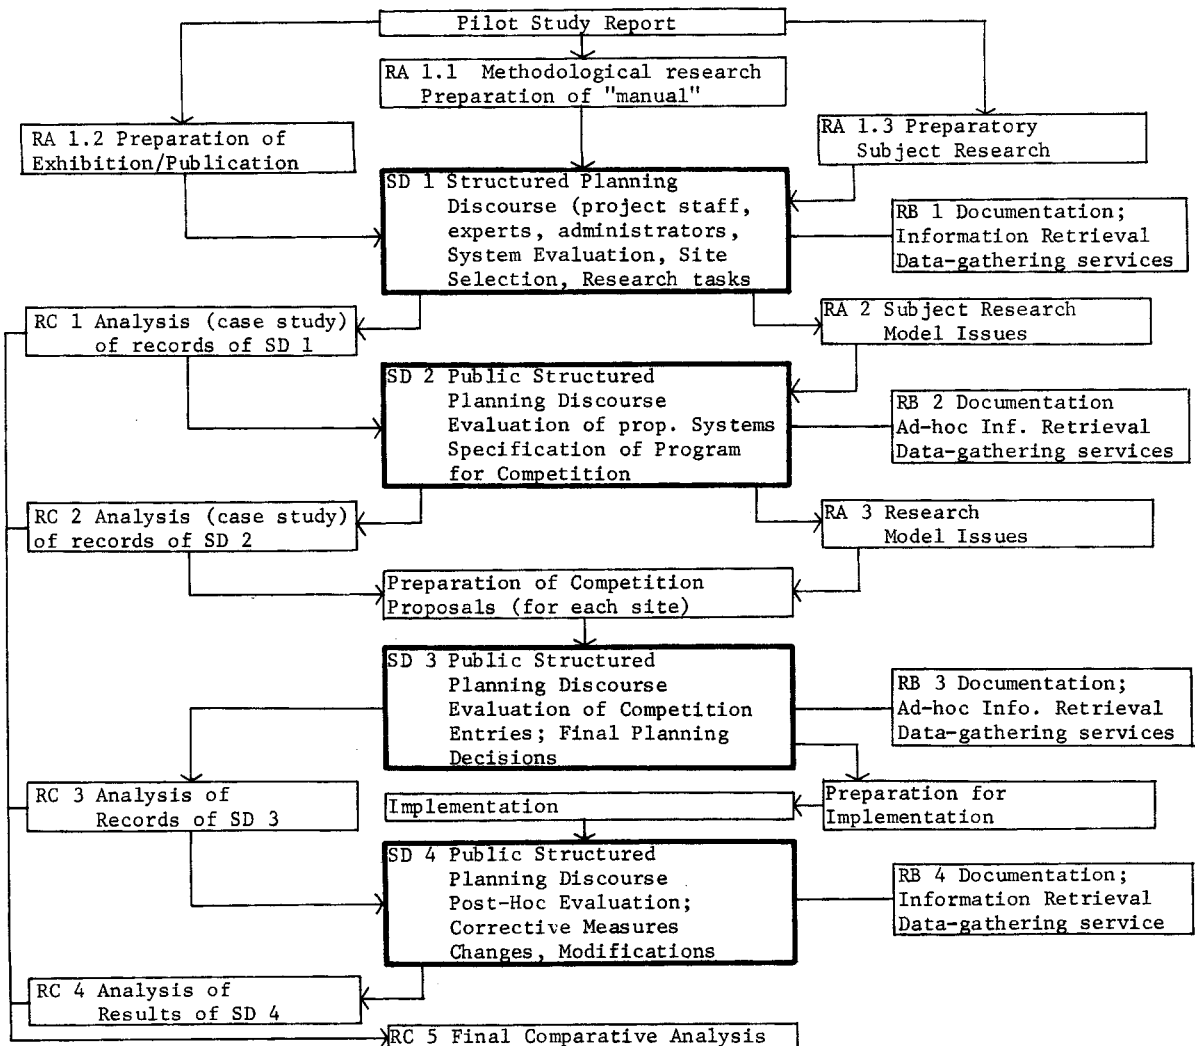 Pilot Study Report
RA 1.1 Methodological research
Preparation of "manual"
RA 1.2 Preparation of
Exhibition/Publication
RA 1.3 Preparatory
Subject Research
SD 1 Structured Planning
Discourse (project staff,
experts, administrators,
System Evaluation, Site
Selection, Research tasks
RB 1 Documentation;
Information Retrieval
Data-gathering services
RC 1 Analysis (case study)
of records of SD 1
RA 2 Subject Research
Model Issues
SD 2 Public Structured
Planning Discourse
Evaluation of prop. Systems
Specification of Program
for Competition
RB 2 Documentation
Ad-hoc Inf. Retrieval
Data-gathering services
RC 2 Analysis (case study)
of records of SD 2
RA 3 Research
Model Issues
Preparation of Competition
Proposals (for each site)
SD 3 Public Structured
Planning Discourse
Evaluation of Competition
Entries; Final Planning
Decisions
RB 3 Documentation;
Ad-hoc Info. Retrieval
Data-gathering services
RC 3 Analysis of
Records of SD 3
Implementation
Preparation for
Implementation
SD 4 Public Structured
Planning Discourse
Post-Hoc Evaluation;
Corrective Measures
Changes, Modifications
RB 4 Documentation;
Information Retrieval
Data-gathering service
RC 4 Analysis of
Results of SD 4
RC 5 Final Comparative Analysis